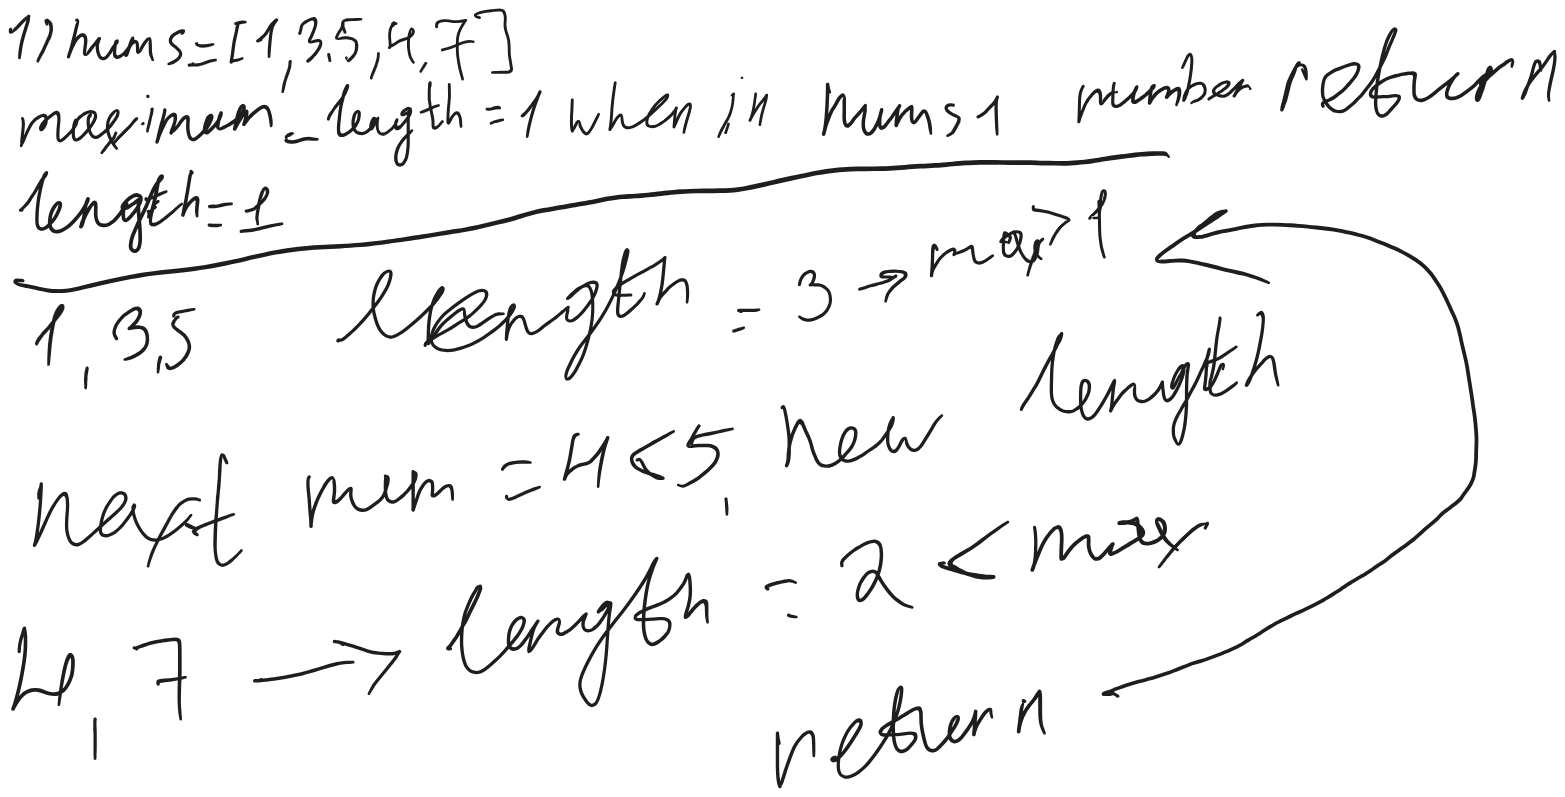 1) nums=[1,3,5,4,7]
maximum_length=1 when in nums 1 number return
length=1
1,3,5 length = 3 → max > 1
next num = 4<5, new length
4,7 → length = 2 < max
return